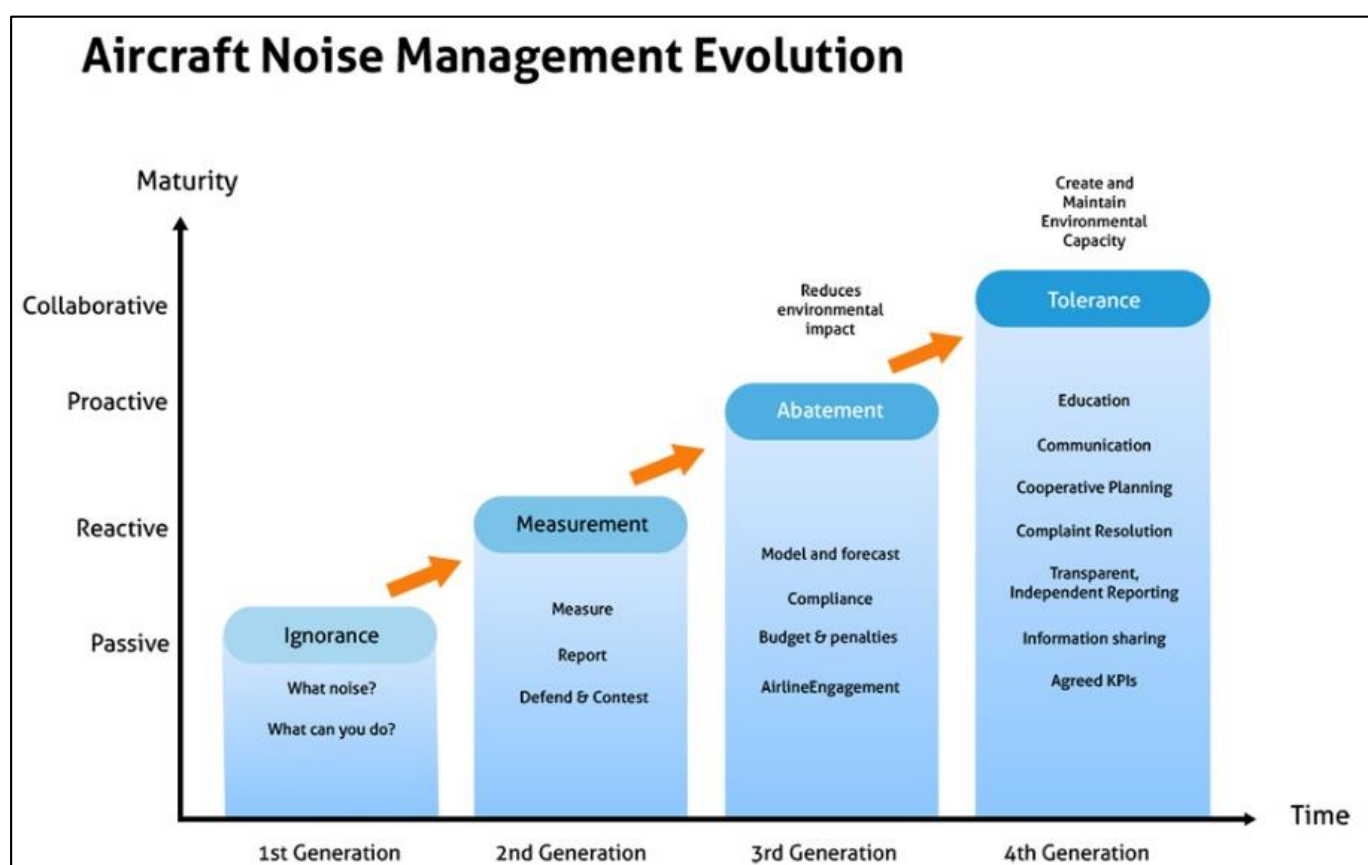 Aircraft Noise Management Evolution
Maturity
Collaborative
Proactive
Reactive
Passive
Ignorance
What noise?
What can you do?
Measurement
Measure
Report
Defend & Contest
Reduces
environmental
impact
Abatement
Model and forecast
Compliance
Budget & penalties
AirlineEngagement
Create and
Maintain
Environmental
Capacity
Tolerance
Education
Communication
Cooperative Planning
Complaint Resolution
Transparent,
Independent Reporting
Information sharing
Agreed KPIs
Time
1st Generation
2nd Generation
3rd Generation
4th Generation